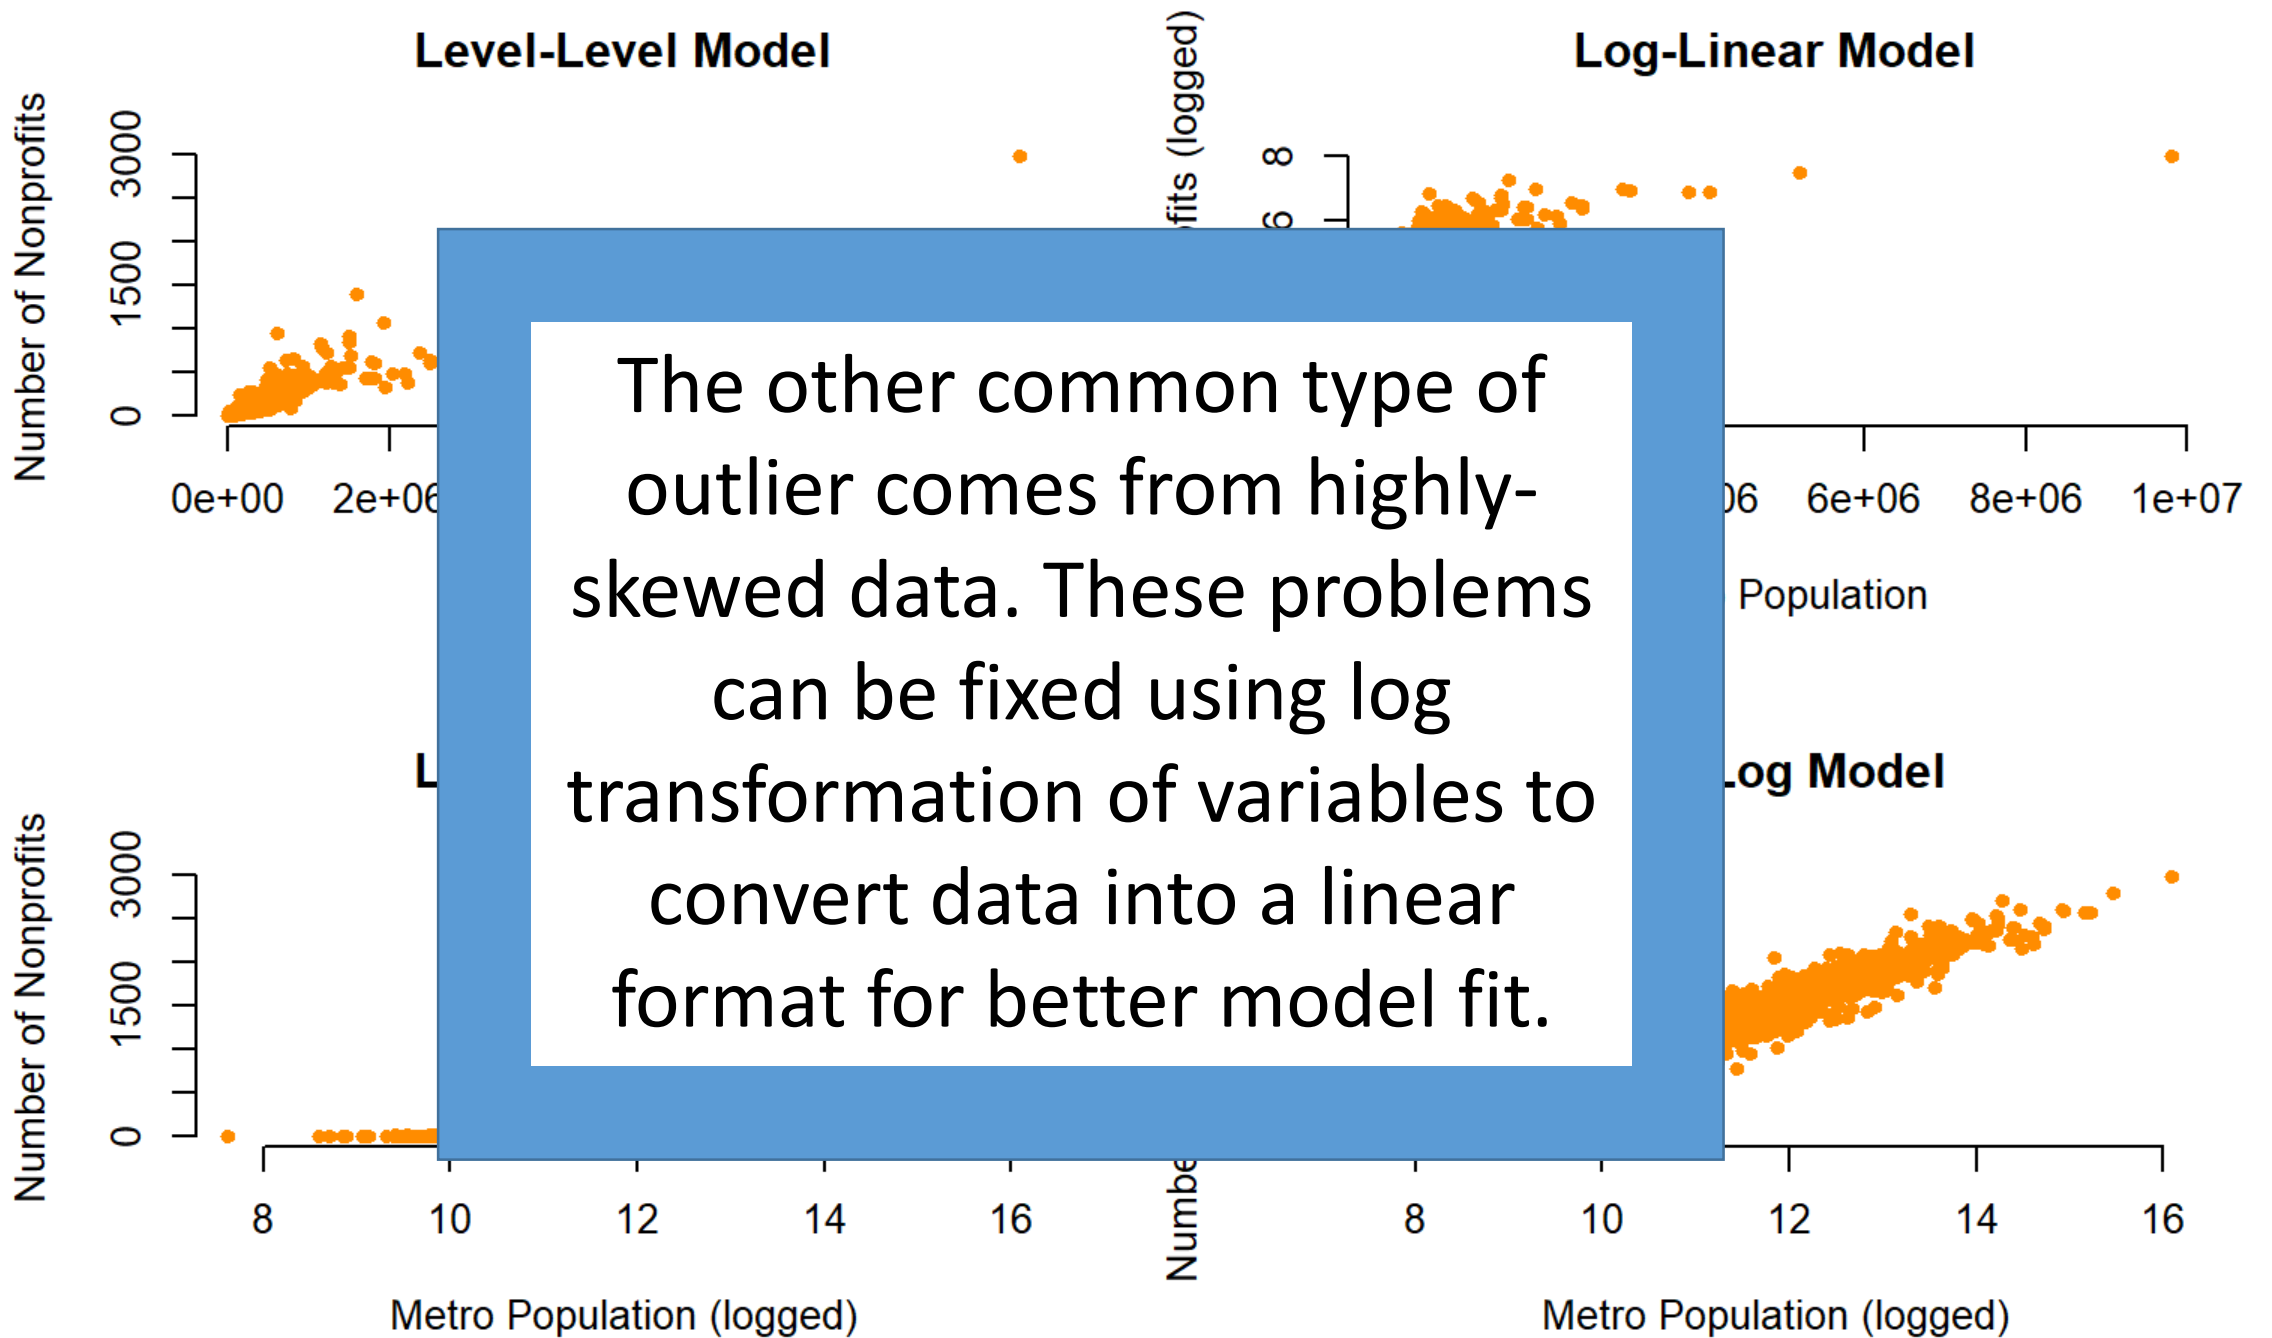 Level-Level Model
Number of Nonprofits
3000
1500
0
0e+00
Log-Linear Model
(logged)
8
6
6e+06 8e+06 1e+07
Population
The other common type of
outlier comes from highly-
skewed data. These problems
can be fixed using log
transformation of variables to
convert data into a linear
format for better model fit.
Number of Nonprofits
3000
1500
0
8 10 12 14 16
Metro Population (logged)
Log Model
8 10 12 14 16
Metro Population (logged)